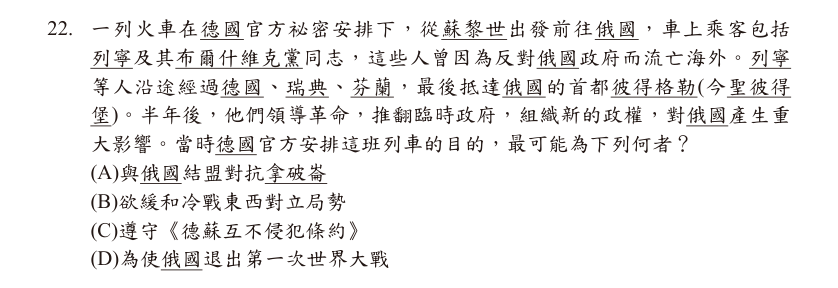 22. 一列火車在德國官方祕密安排下，從蘇黎世出發前往俄國，車上乘客包括
列寧及其布爾什維克黨同志，這些人曾因為反對俄國政府而流亡海外。列寧
等人沿途經過德國、瑞典、芬蘭，最後抵達俄國的首都彼得格勒(今聖彼得
堡)。半年後，他們領導革命，推翻臨時政府，組織新的政權，對俄國產生重
大影響。當時德國官方安排這班列車的目的，最可能為下列何者？
(A)與俄國結盟對抗拿破崙
(B)欲緩和冷戰東西對立局勢
(C)遵守《德蘇互不侵犯條約》
(D)為使俄國退出第一次世界大戰